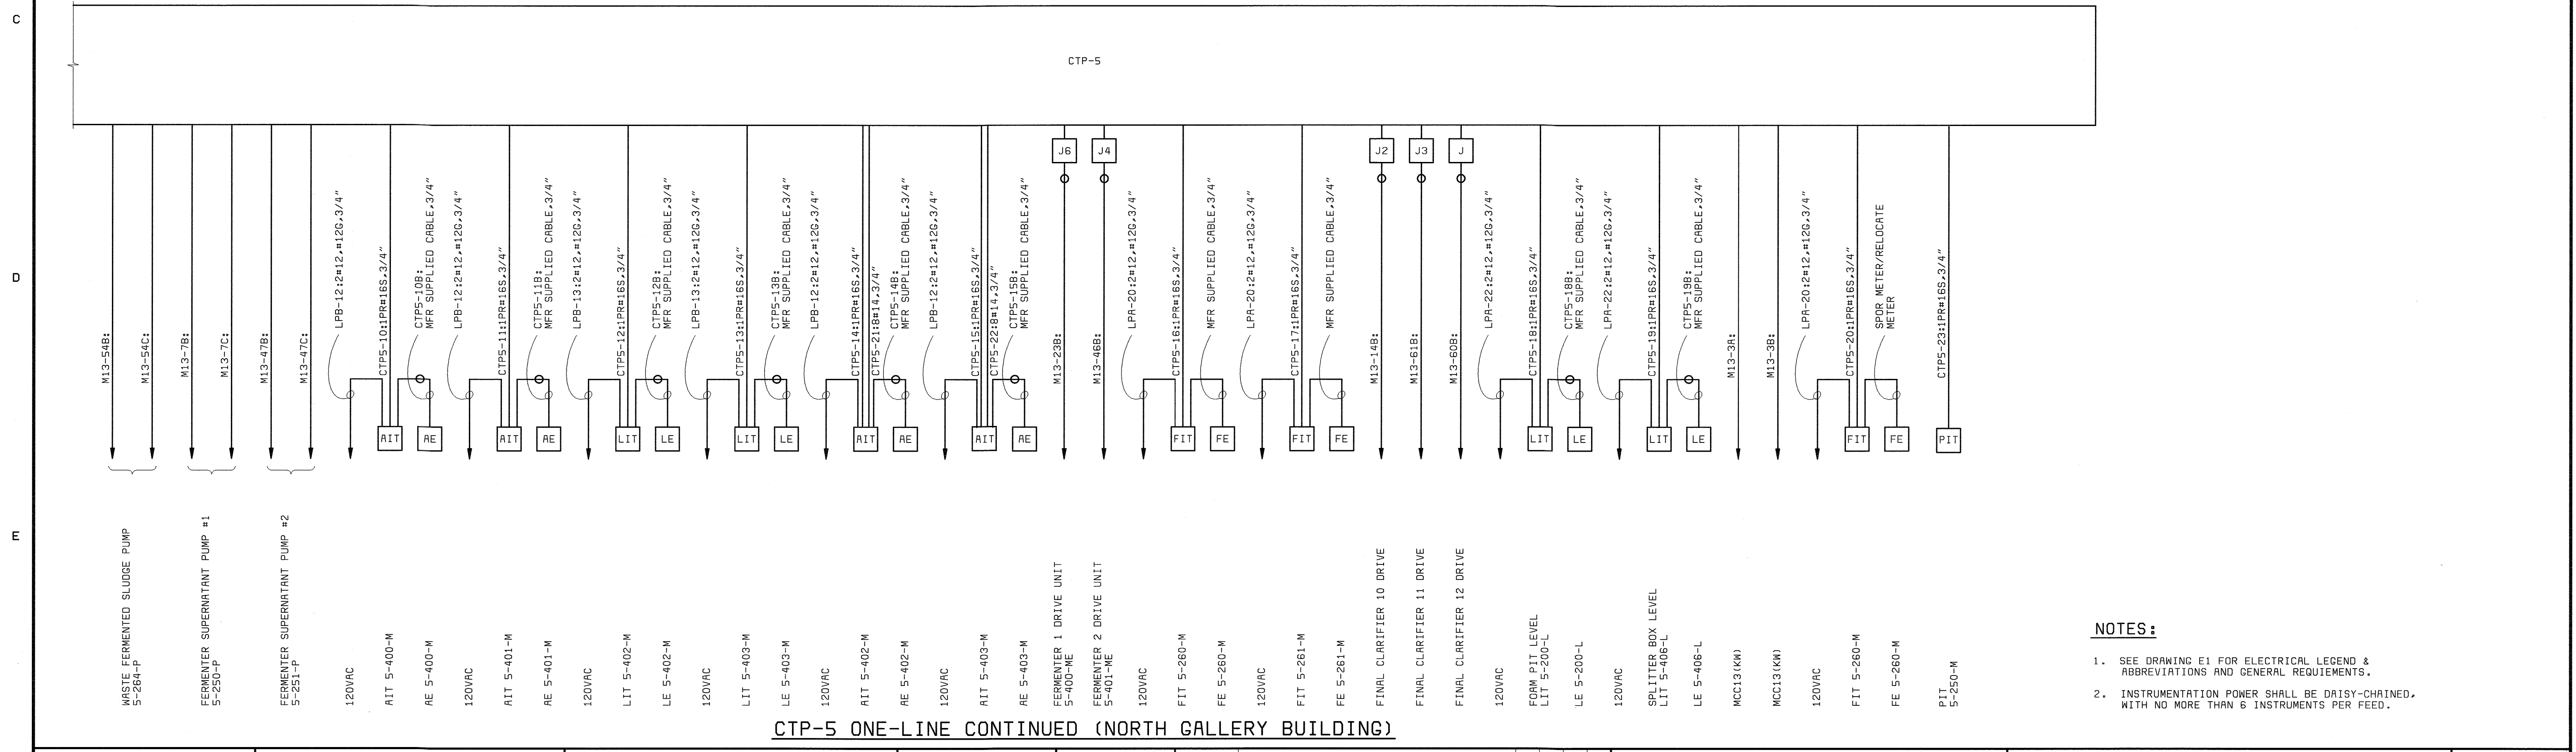 C
CTP-5
J6
J4
J2
J3
J
D
M13-54B:
M13-54C:
M13-7B:
M13-7C:
M13-47B:
M13-47C:
LPB-12:2#12,#12G,3/4"
CTP5-10:1PR#16S,3/4"
CTP5-10B:
MFR SUPPLIED CABLE,3/4"
LPB-12:2#12,#12G,3/4"
CTP5-11:1PR#16S,3/4"
CTP5-11B:
MFR SUPPLIED CABLE,3/4"
LPB-13:2#12,#12G,3/4"
CTP5-12:1PR#16S,3/4"
CTP5-12B:
MFR SUPPLIED CABLE,3/4"
LPB-13:2#12,#12G,3/4"
CTP5-13:1PR#16S,3/4"
CTP5-13B:
MFR SUPPLIED CABLE,3/4"
LPB-12:2#12,#12G,3/4"
CTP5-14:1PR#16S,3/4"
CTP5-21:8#14,3/4"
CTP5-14B:
MFR SUPPLIED CABLE,3/4"
LPB-12:2#12,#12G,3/4"
CTP5-15:1PR#16S,3/4"
CTP5-22:8#14,3/4"
CTP5-15B:
MFR SUPPLIED CABLE,3/4"
M13-23B:
M13-46B:
LPA-20:2#12,#12G,3/4"
CTP5-16:1PR#16S,3/4"
MFR SUPPLIED CABLE,3/4"
LPA-20:2#12,#12G,3/4"
CTP5-17:1PR#16S,3/4"
MFR SUPPLIED CABLE,3/4"
M13-14B:
M13-61B:
M13-60B:
LPA-22:2#12,#12G,3/4"
CTP5-18:1PR#16S,3/4"
CTP5-18B:
MFR SUPPLIED CABLE,3/4"
LPA-22:2#12,#12G,3/4"
CTP5-19:1PR#16S,3/4"
CTP5-19B:
MFR SUPPLIED CABLE,3/4"
M13-3A:
M13-3B:
LPA-20:2#12,#12G,3/4"
CTP5-20:1PR#16S,3/4"
SPOR METER/RELOCATE
METER
CTP5-23:1PR#16S,3/4"
AIT
AE
AIT
AE
LIT
LE
LIT
LE
AIT
AE
AIT
AE
FIT
FE
FIT
FE
LIT
LE
LIT
LE
FIT
FE
PIT
E
WASTE FERMENTED SLUDGE PUMP
5-264-P
FERMENTER SUPERNATANT PUMP #1
5-250-P
FERMENTER SUPERNATANT PUMP #2
5-251-P
120VAC
AIT 5-400-M
AE 5-400-M
120VAC
AIT 5-401-M
AE 5-401-M
120VAC
LIT 5-402-M
LE 5-402-M
120VAC
LIT 5-403-M
LE 5-403-M
120VAC
AIT 5-402-M
AE 5-402-M
120VAC
AIT 5-403-M
AE 5-403-M
FERMENTER 1 DRIVE UNIT
5-400-ME
FERMENTER 2 DRIVE UNIT
5-401-ME
120VAC
FIT 5-260-M
FE 5-260-M
120VAC
FIT 5-261-M
FE 5-261-M
FINAL CLARIFIER 10 DRIVE
FINAL CLARIFIER 11 DRIVE
FINAL CLARIFIER 12 DRIVE
120VAC
FOAM PIT LEVEL
LIT 5-200-L
LE 5-200-L
120VAC
SPLITTER BOX LEVEL
LIT 5-406-L
LE 5-406-L
MCC13(KW)
MCC13(KW)
120VAC
FIT 5-260-M
FE 5-260-M
PIT
5-250-M
CTP-5 ONE-LINE CONTINUED (NORTH GALLERY BUILDING)
NOTES:
1. SEE DRAWING E1 FOR ELECTRICAL LEGEND &
ABBREVIATIONS AND GENERAL REQUIEMENTS.
2. INSTRUMENTATION POWER SHALL BE DAISY-CHAINED,
WITH NO MORE THAN 6 INSTRUMENTS PER FEED.